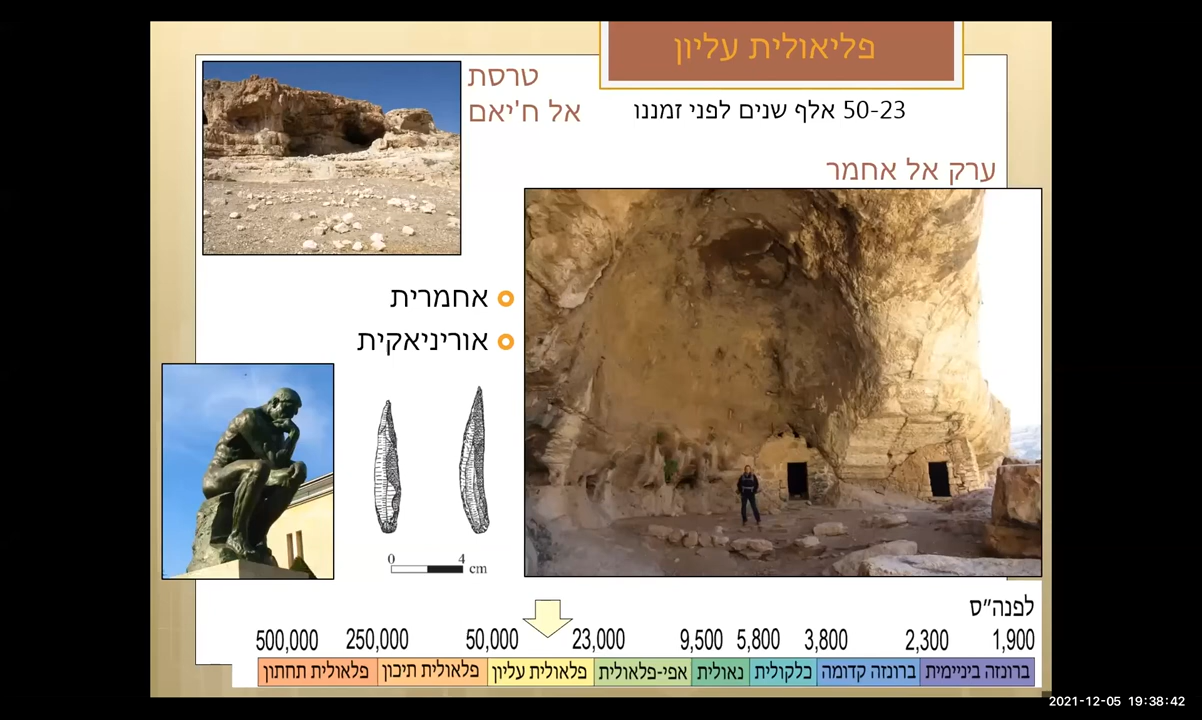 פליאולית עליון
50-23 אלף שנים לפני זמננו
טרסת
אל ח'יאם
ערק אל אחמר
אחמרית
אוריניאקית
0 4
cm
לפנה"ס
500,000 250,000 50,000 23,000 9,500 5,800 3,800 2,300 1,900
פלאולית תחתון פלאולית תיכון פלאולית עליון אפי-פלאולית נאולית כלקולית ברונזה קדומה ברונזה ביניימית
2021-12-05 19:38:42